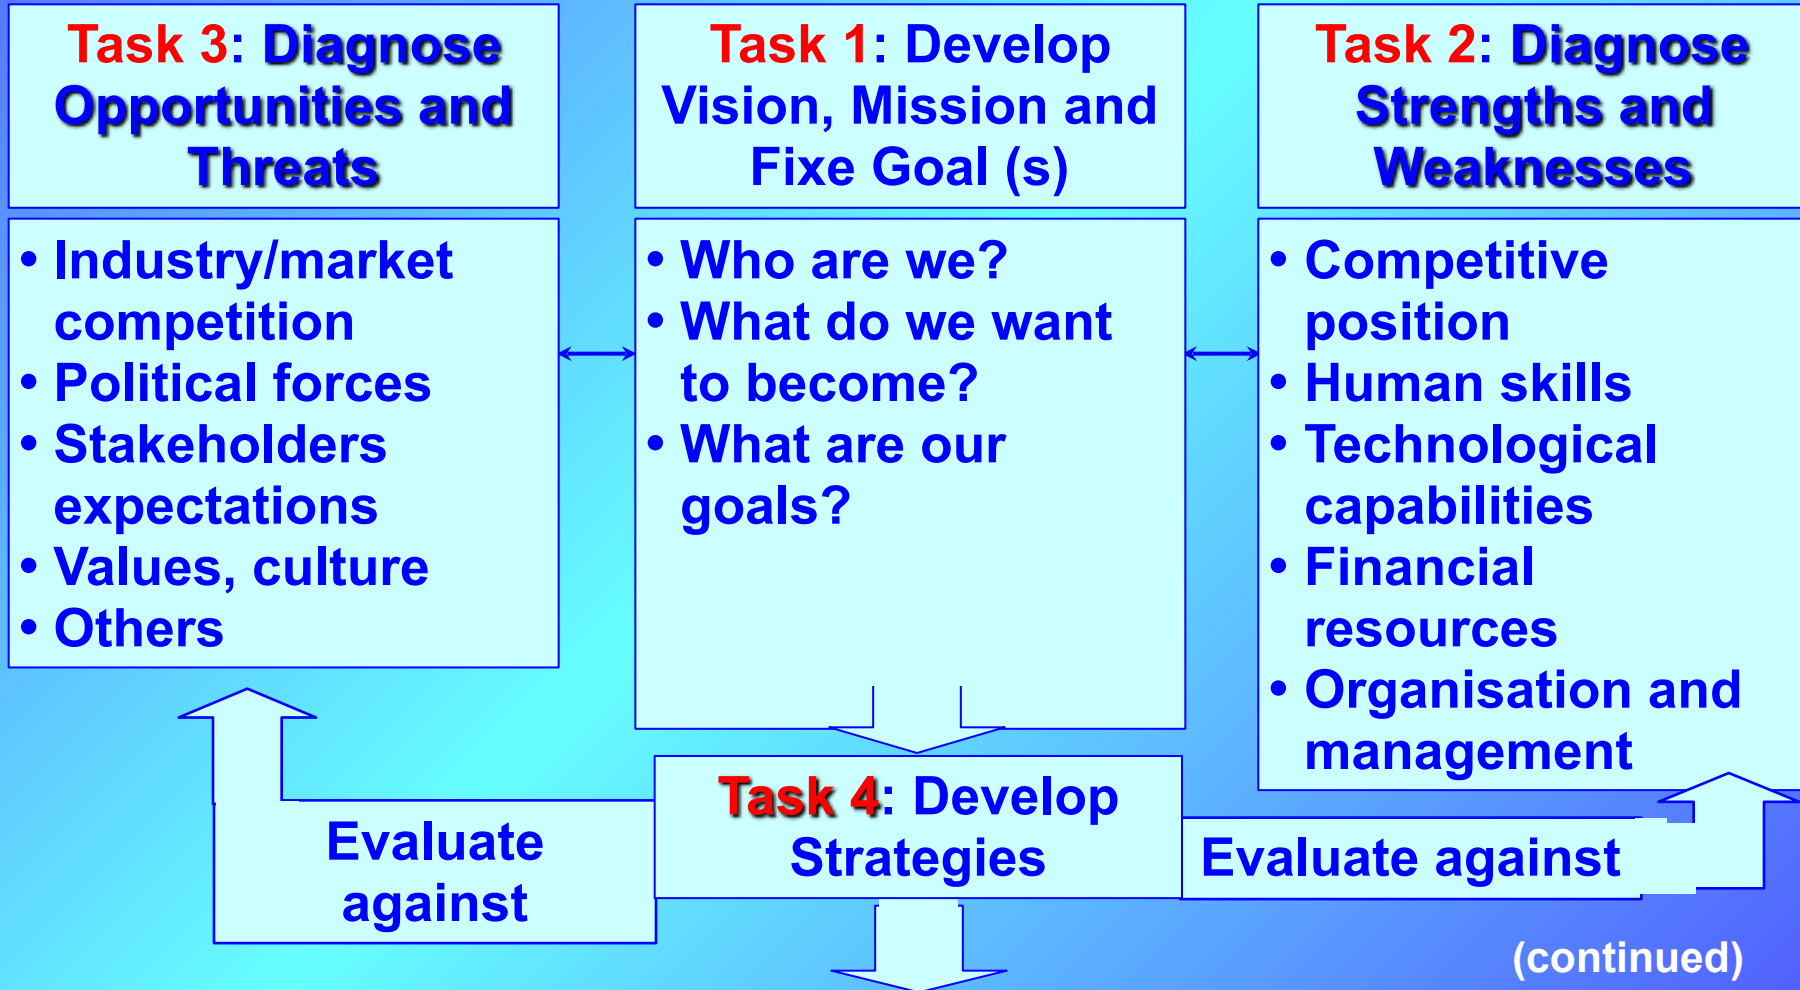 Task 3: Diagnose
Opportunities and
Threats
• Industry/market
competition
• Political forces
• Stakeholders
expectations
• Values, culture
• Others
Task 1: Develop
Vision, Mission and
Fixe Goal (s)
• Who are we?
• What do we want
to become?
• What are our
goals?
Task 2: Diagnose
Strengths and
Weaknesses
• Competitive
position
• Human skills
• Technological
capabilities
• Financial
resources
• Organisation and
management
Evaluate
against
Task 4: Develop
Strategies
Evaluate against
(continued)